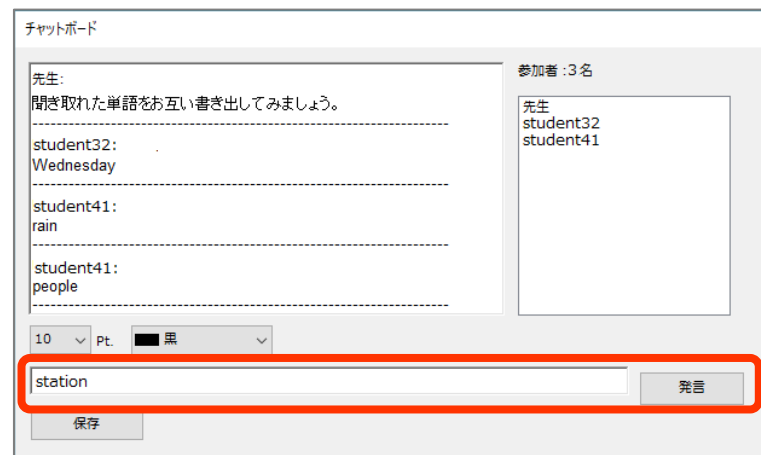 チャットボード
先生:
聞き取れた単語をお互い書き出してみましょう。
student32:
Wednesday
student41:
rain
student41:
people
参加者 :3名
先生
student32
student41
10 Pt. 黒
station
発言
保存